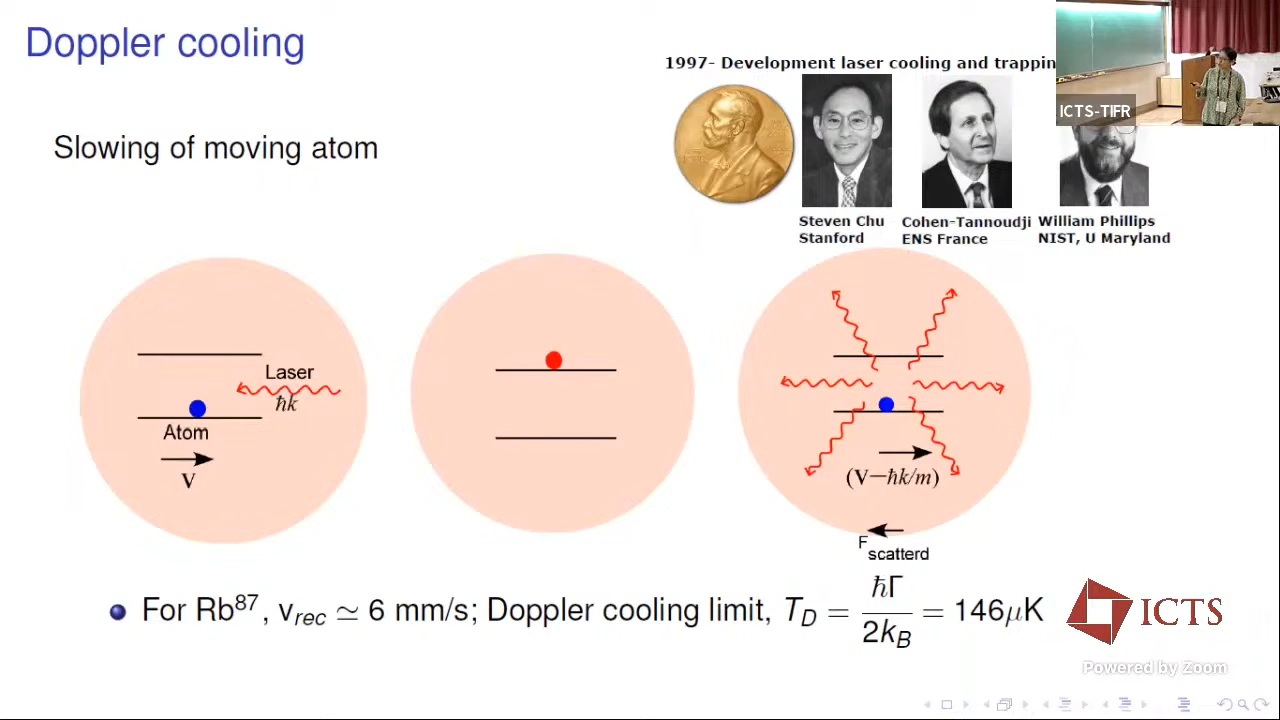 Doppler cooling
1997- Development laser cooling and trappin
ICTS-TIFR
Slowing of moving atom
Steven Chu
Stanford
Cohen-Tannoudji
ENS France
William Phillips
NIST, U Maryland
Laser
ħk
Atom
V
(V−ħk/m)
F scatterd
For Rb⁸⁷, v_rec ≃ 6 mm/s; Doppler cooling limit, T_D = ħΓ/2k_B = 146μK
ICTS
Powered by Zoom